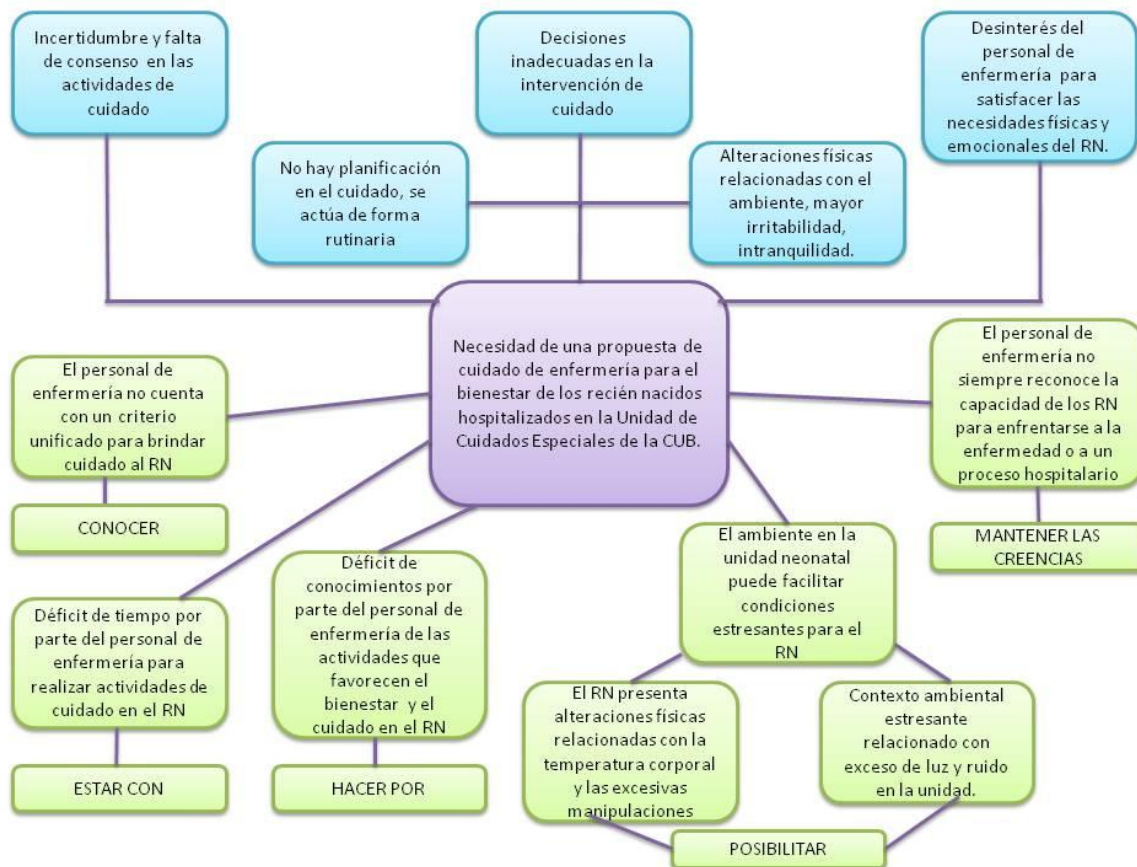 Incertidumbre y falta
de consenso en las
actividades de
cuidado
Decisiones
inadecuadas en la
intervención de
cuidado
Desinterés del
personal de
enfermería para
satisfacer las
necesidades físicas y
emocionales del RN.
No hay planificación
en el cuidado, se
actúa de forma
rutinaria
Alteraciones físicas
relacionadas con el
ambiente, mayor
irritabilidad,
intranquilidad.
Necesidad de una propuesta de
cuidado de enfermería para el
bienestar de los recién nacidos
hospitalizados en la Unidad de
Cuidados Especiales de la CUB.
El personal de
enfermería no cuenta
con un criterio
unificado para brindar
cuidado al RN
CONOCER
El personal de
enfermería no
siempre reconoce la
capacidad de los RN
para enfrentarse a la
enfermedad o a un
proceso hospitalario
MANTENER LAS
CREENCIAS
Déficit de tiempo por
parte del personal de
enfermería para
realizar actividades de
cuidado en el RN
ESTAR CON
Déficit de
conocimientos por
parte del personal de
enfermería de las
actividades que
favorecen el
bienestar y el
cuidado en el RN
HACER POR
El ambiente en la
unidad neonatal
puede facilitar
condiciones
estresantes para el
RN
El RN presenta
alteraciones físicas
relacionadas con la
temperatura corporal
y las excesivas
manipulaciones
Contexto ambiental
estresante
relacionado con
exceso de luz y ruido
en la unidad.
POSIBILITAR